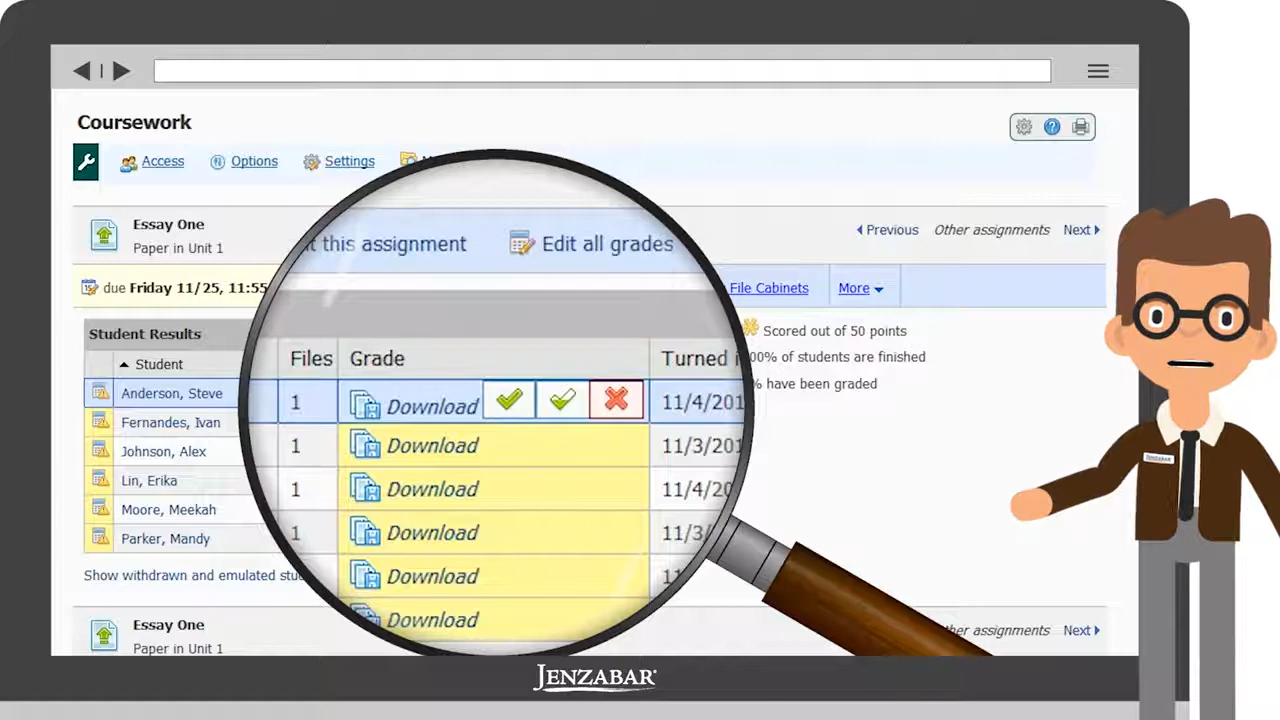 Coursework
Access Options Settings
Essay One
Paper in Unit 1
Previous Other assignments Next
this assignment Edit all grades
due Friday 11/25, 11:55
File Cabinets More
Student Results
Scored out of 50 points
Student
Files Grade Turned
00% of students are finished
% have been graded
Anderson, Steve 1 Download 11/4/201
Fernandes, Ivan 1 Download 11/3/201
Johnson, Alex 1 Download 11/4/20
Lin, Erika 1 Download 11/3/
Moore, Meekah Download
Parker, Mandy Download
Show withdrawn and emulated
Essay One
Paper in Unit 1
assignments Next
JENZABAR
JENZABAR